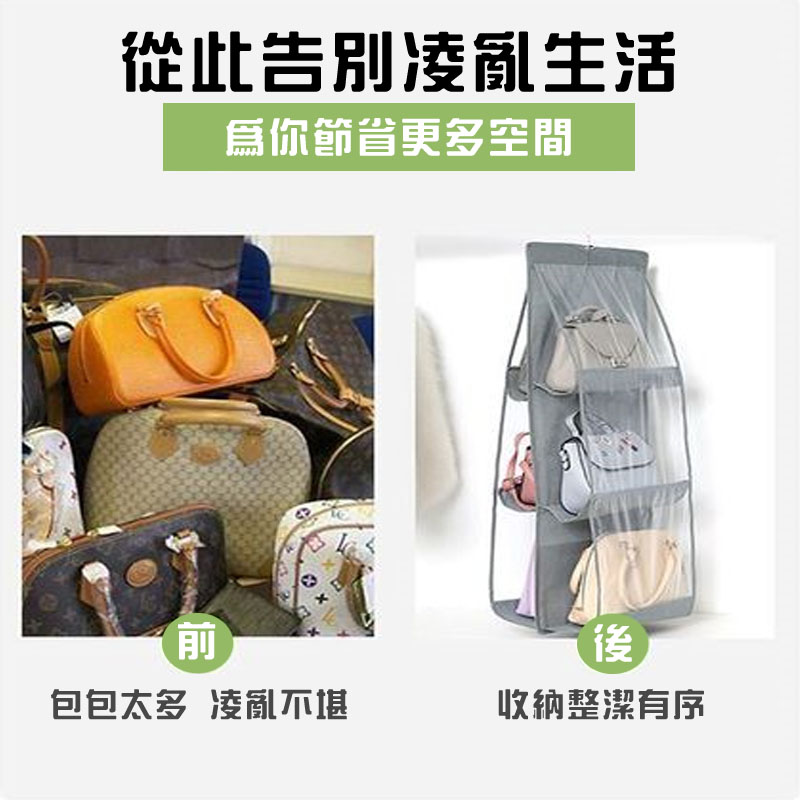 從此告別凌亂生活
爲你節省更多空間
前
後
包包太多 凌亂不堪
收納整潔有序